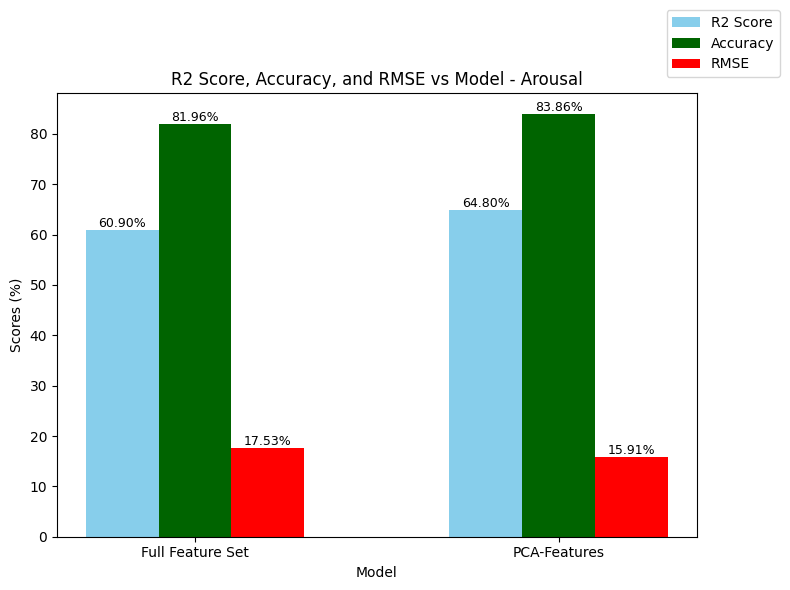 R2 Score
Accuracy
RMSE
R2 Score, Accuracy, and RMSE vs Model - Arousal
Scores (%)
80
70
60
50
40
30
20
10
0
60.90%
81.96%
17.53%
64.80%
83.86%
15.91%
Full Feature Set
PCA-Features
Model